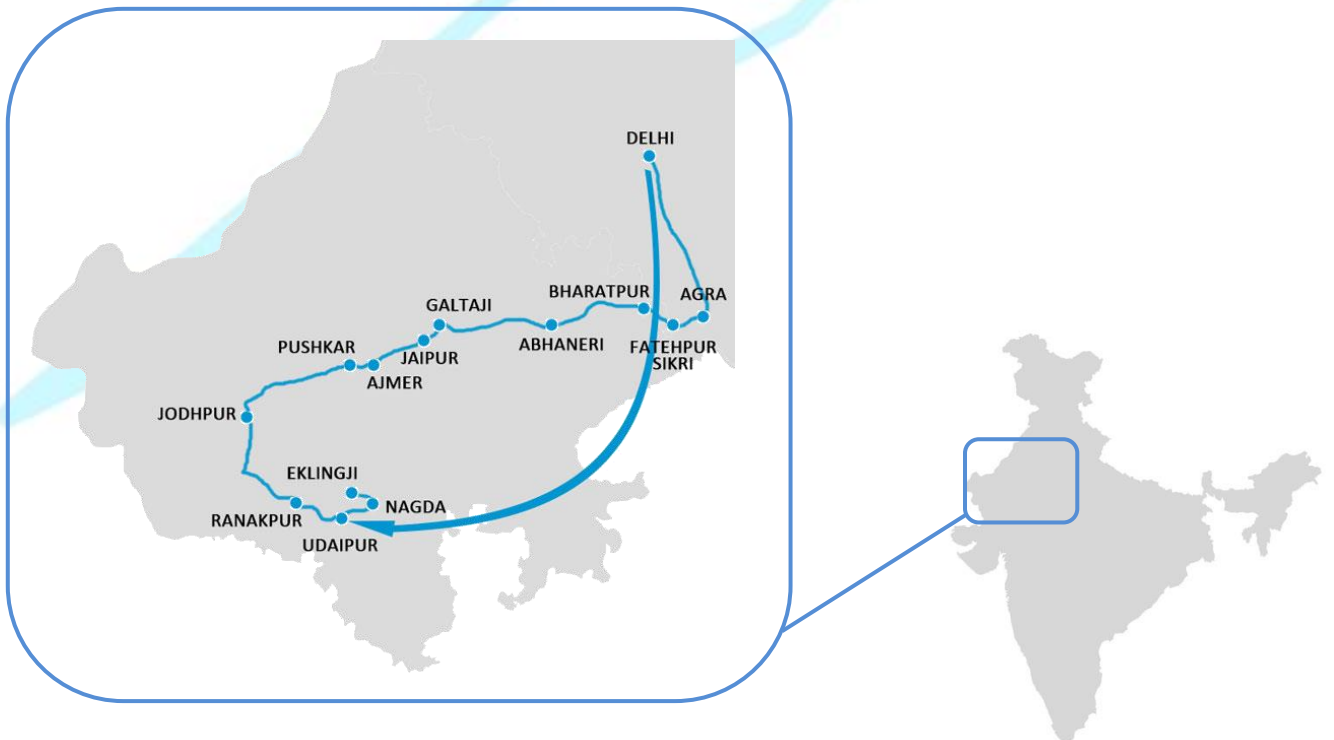 DELHI
BHARATPUR
AGRA
GALTAJI
ABHANERI
FATEHPUR
SIKRI
PUSHKAR
JAIPUR
AJMER
JODHPUR
EKLINGJI
NAGDA
RANAKPUR
UDAIPUR